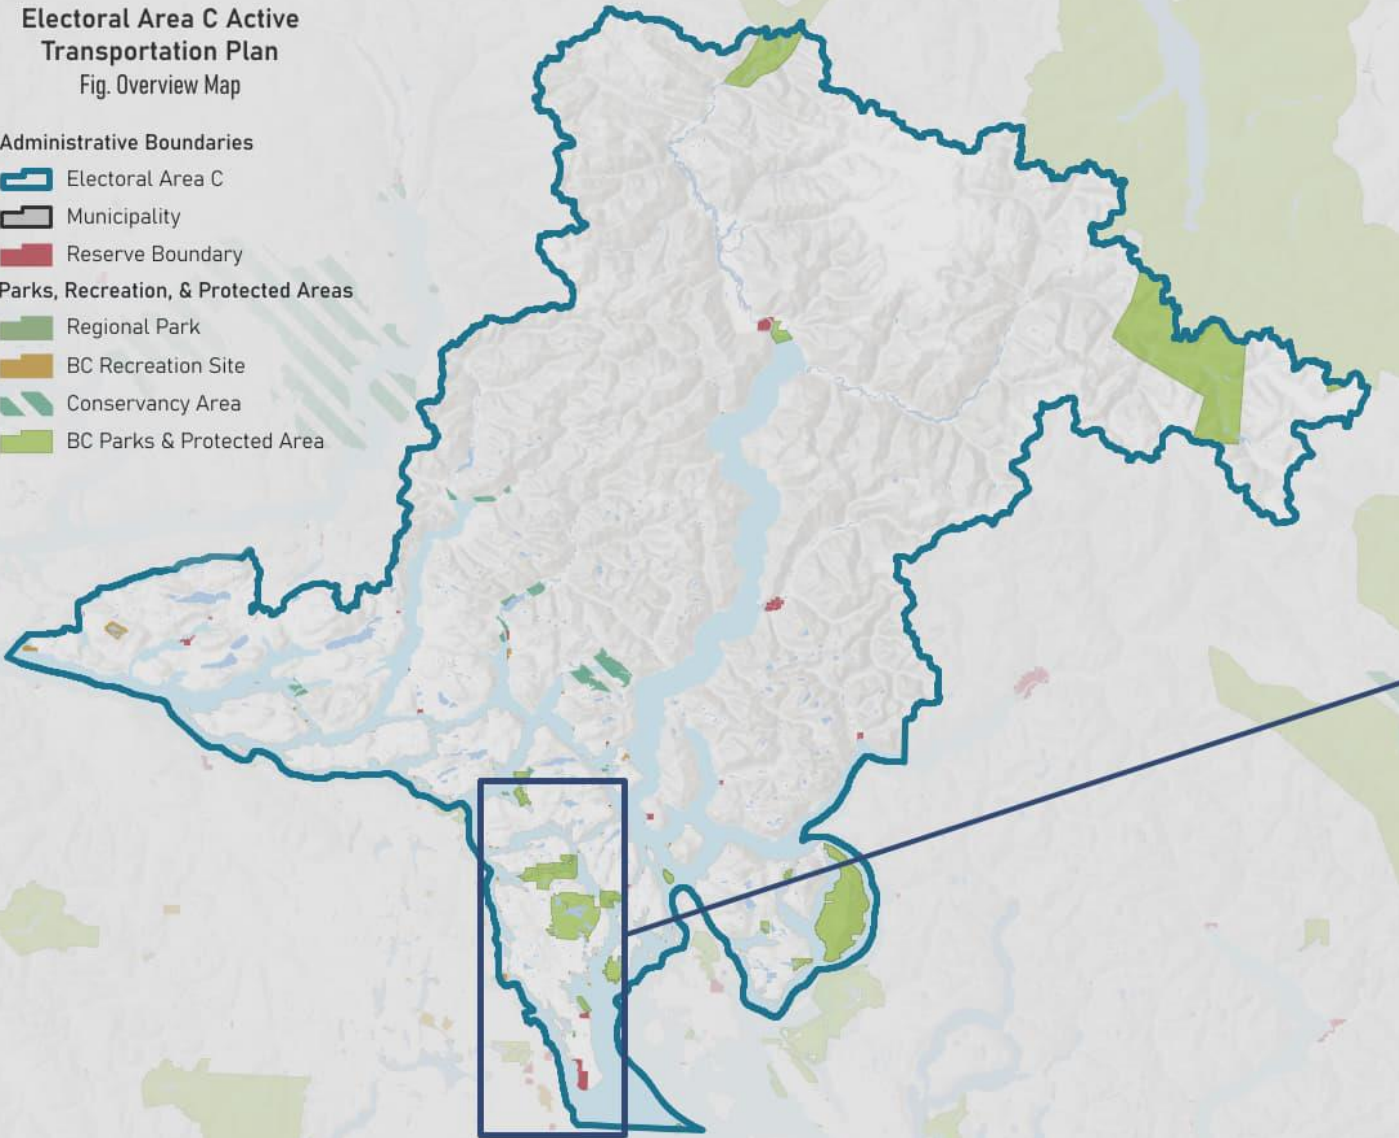 Electoral Area C Active
Transportation Plan
Fig. Overview Map
Administrative Boundaries
Electoral Area C
Municipality
Reserve Boundary
Parks, Recreation, & Protected Areas
Regional Park
BC Recreation Site
Conservancy Area
BC Parks & Protected Area